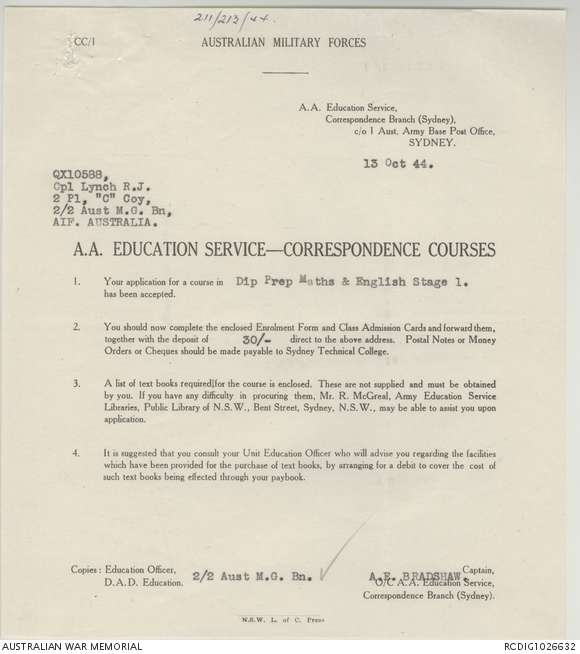 211/213/44.
CC/1
AUSTRALIAN MILITARY FORCES
A.A. Education Service,
Correspondence Branch (Sydney),
c/o 1 Aust. Army Base Post Office,
SYDNEY.
13 Oct 44.
QX10588,
Cpl Lynch R.J.
2 Pl, "C" Coy,
2/2 Aust M.G. Bn,
AIF. AUSTRALIA.
A.A. EDUCATION SERVICE—CORRESPONDENCE COURSES
1. Your application for a course in Dip Prep Maths & English Stage 1.
has been accepted.
2. You should now complete the enclosed Enrolment Form and Class Admission Cards and forward them,
together with the deposit of 30/- direct to the above address. Postal Notes or Money
Orders or Cheques should be made payable to Sydney Technical College.
3. A list of text books required for the course is enclosed. These are not supplied and must be obtained
by you. If you have any difficulty in procuring them, Mr. R. McGreal, Army Education Service
Libraries, Public Library of N.S.W., Bent Street, Sydney, N.S.W., may be able to assist you upon
application.
4. It is suggested that you consult your Unit Education Officer who will advise you regarding the facilities
which have been provided for the purchase of text books, by arranging for a debit to cover the cost of
such text books being effected through your paybook.
Copies : Education Officer,
D.A.D. Education.
2/2 Aust M.G. Bn.
Captain,
A.E. BRADSHAW.
O/C A.A. Education Service,
Correspondence Branch (Sydney).
N.S.W. L. of C. Press
AUSTRALIAN WAR MEMORIAL
RCDIG1026632